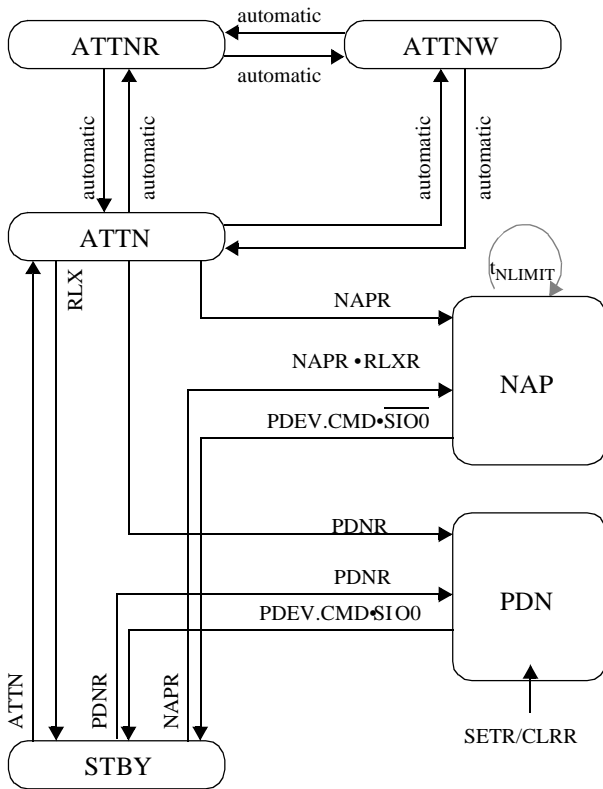 automatic
ATTNR
ATTNW
automatic
automatic
automatic
automatic
automatic
ATTN
RLX
tNLIMIT
NAPR
NAPR •RLXR
NAP
PDEV.CMD•S̅I̅O̅0̅
PDNR
PDNR
PDN
PDEV.CMD•SIO0
ATTN
PDNR
NAPR
SETR/CLRR
STBY